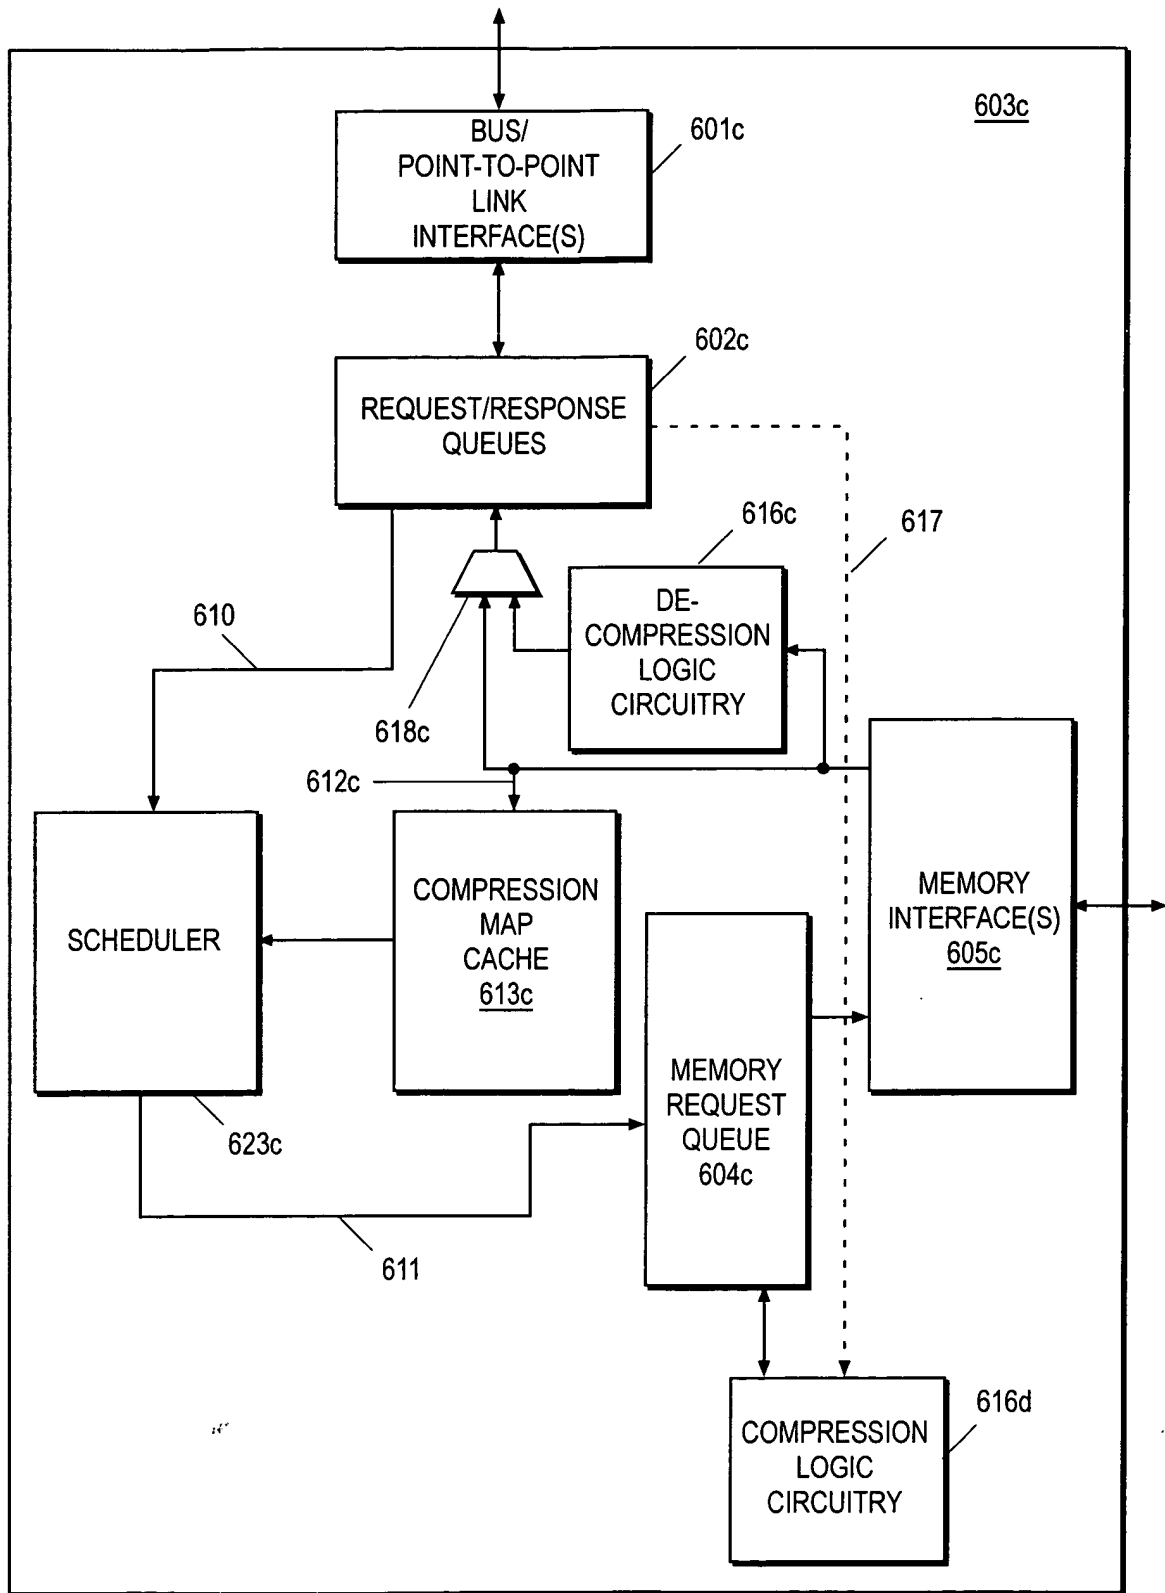 603c
BUS/
POINT-TO-POINT
LINK
INTERFACE(S)
601c
602c
REQUEST/RESPONSE
QUEUES
616c
617
DE-
COMPRESSION
LOGIC
CIRCUITRY
610
618c
612c
SCHEDULER
COMPRESSION
MAP
CACHE
613c
MEMORY
INTERFACE(S)
605c
MEMORY
REQUEST
QUEUE
604c
623c
611
616d
COMPRESSION
LOGIC
CIRCUITRY